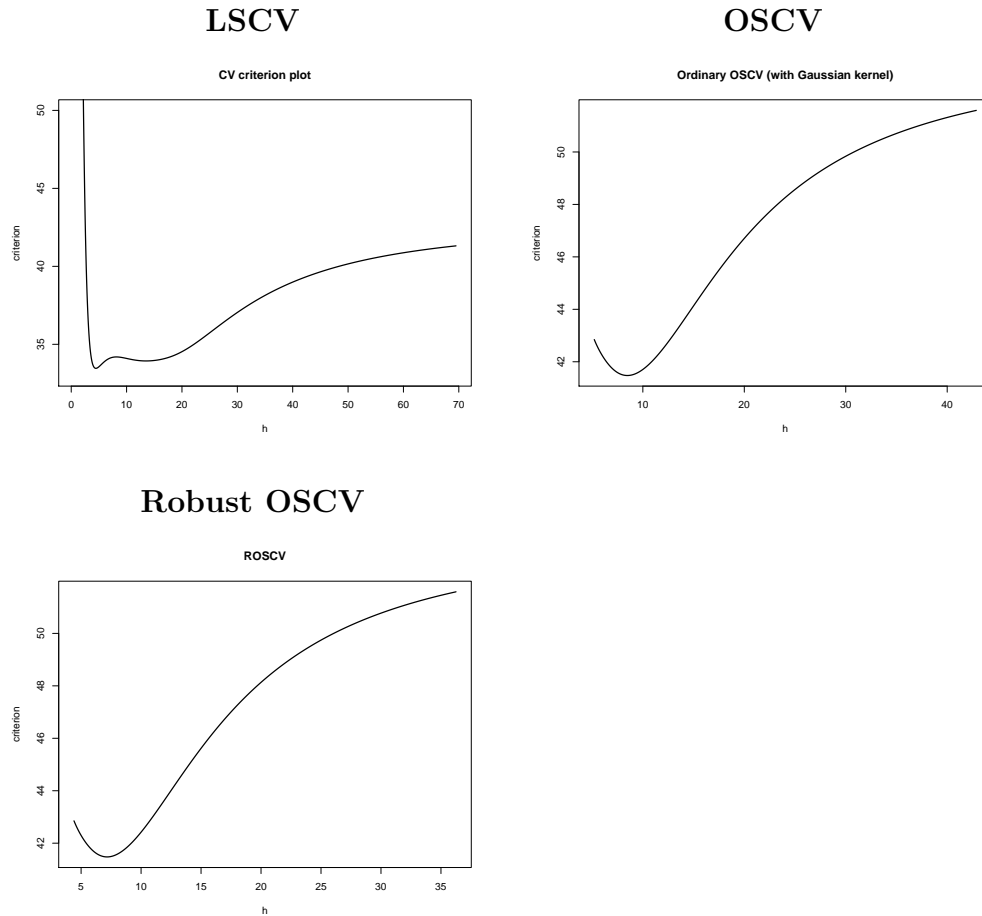 LSCV
CV criterion plot
50
45
40
35
criterion
0 10 20 30 40 50 60 70
h
OSCV
Ordinary OSCV (with Gaussian kernel)
50
48
46
44
42
criterion
10 20 30 40
h
Robust OSCV
ROSCV
50
48
46
44
42
criterion
5 10 15 20 25 30 35
h